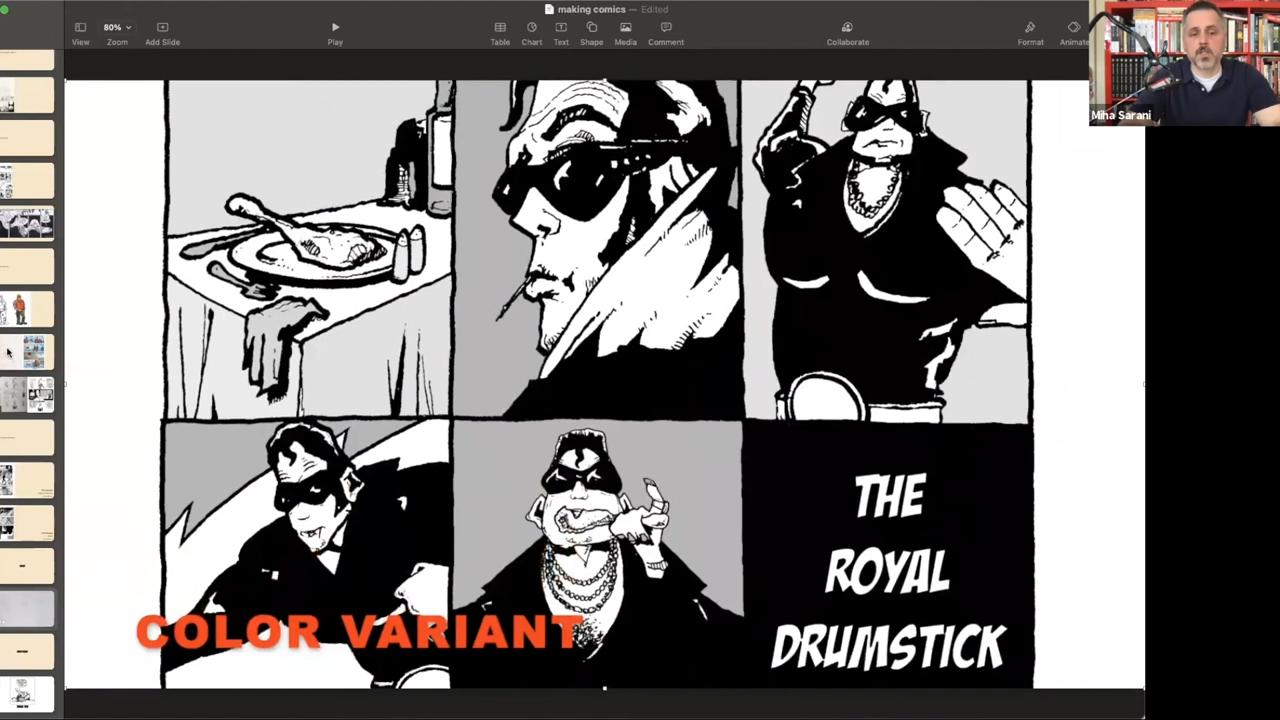 making comics — Edited
80%
View
Zoom
Add Slide
Play
Table
Chart
Text
Shape
Media
Comment
Collaborate
Format
Animate
Miha Sarani
THE
ROYAL
DRUMSTICK
COLOR VARIANT